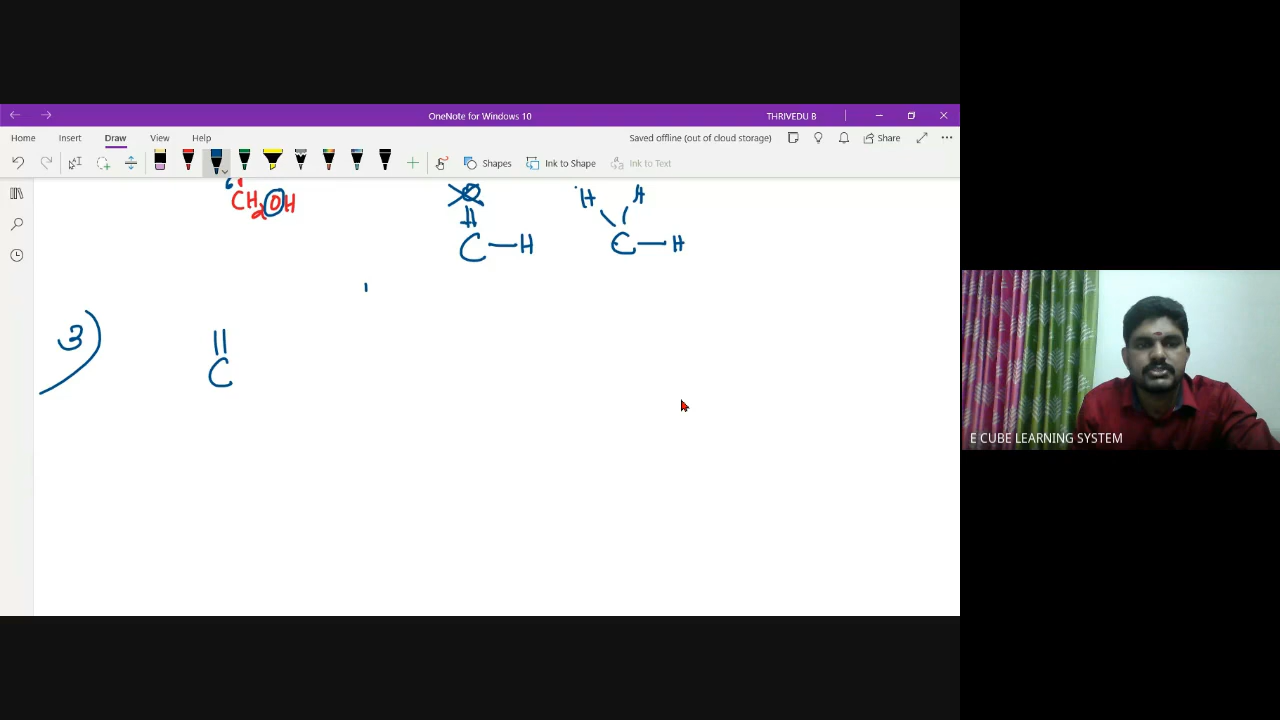 OneNote for Windows 10
THRIVEDU B
Home Insert Draw View Help
Saved offline (out of cloud storage)
Share
Shapes
Ink to Shape
Ink to Text
6
CH2OH
O
H H
C—H
C—H
3)
C
E CUBE LEARNING SYSTEM